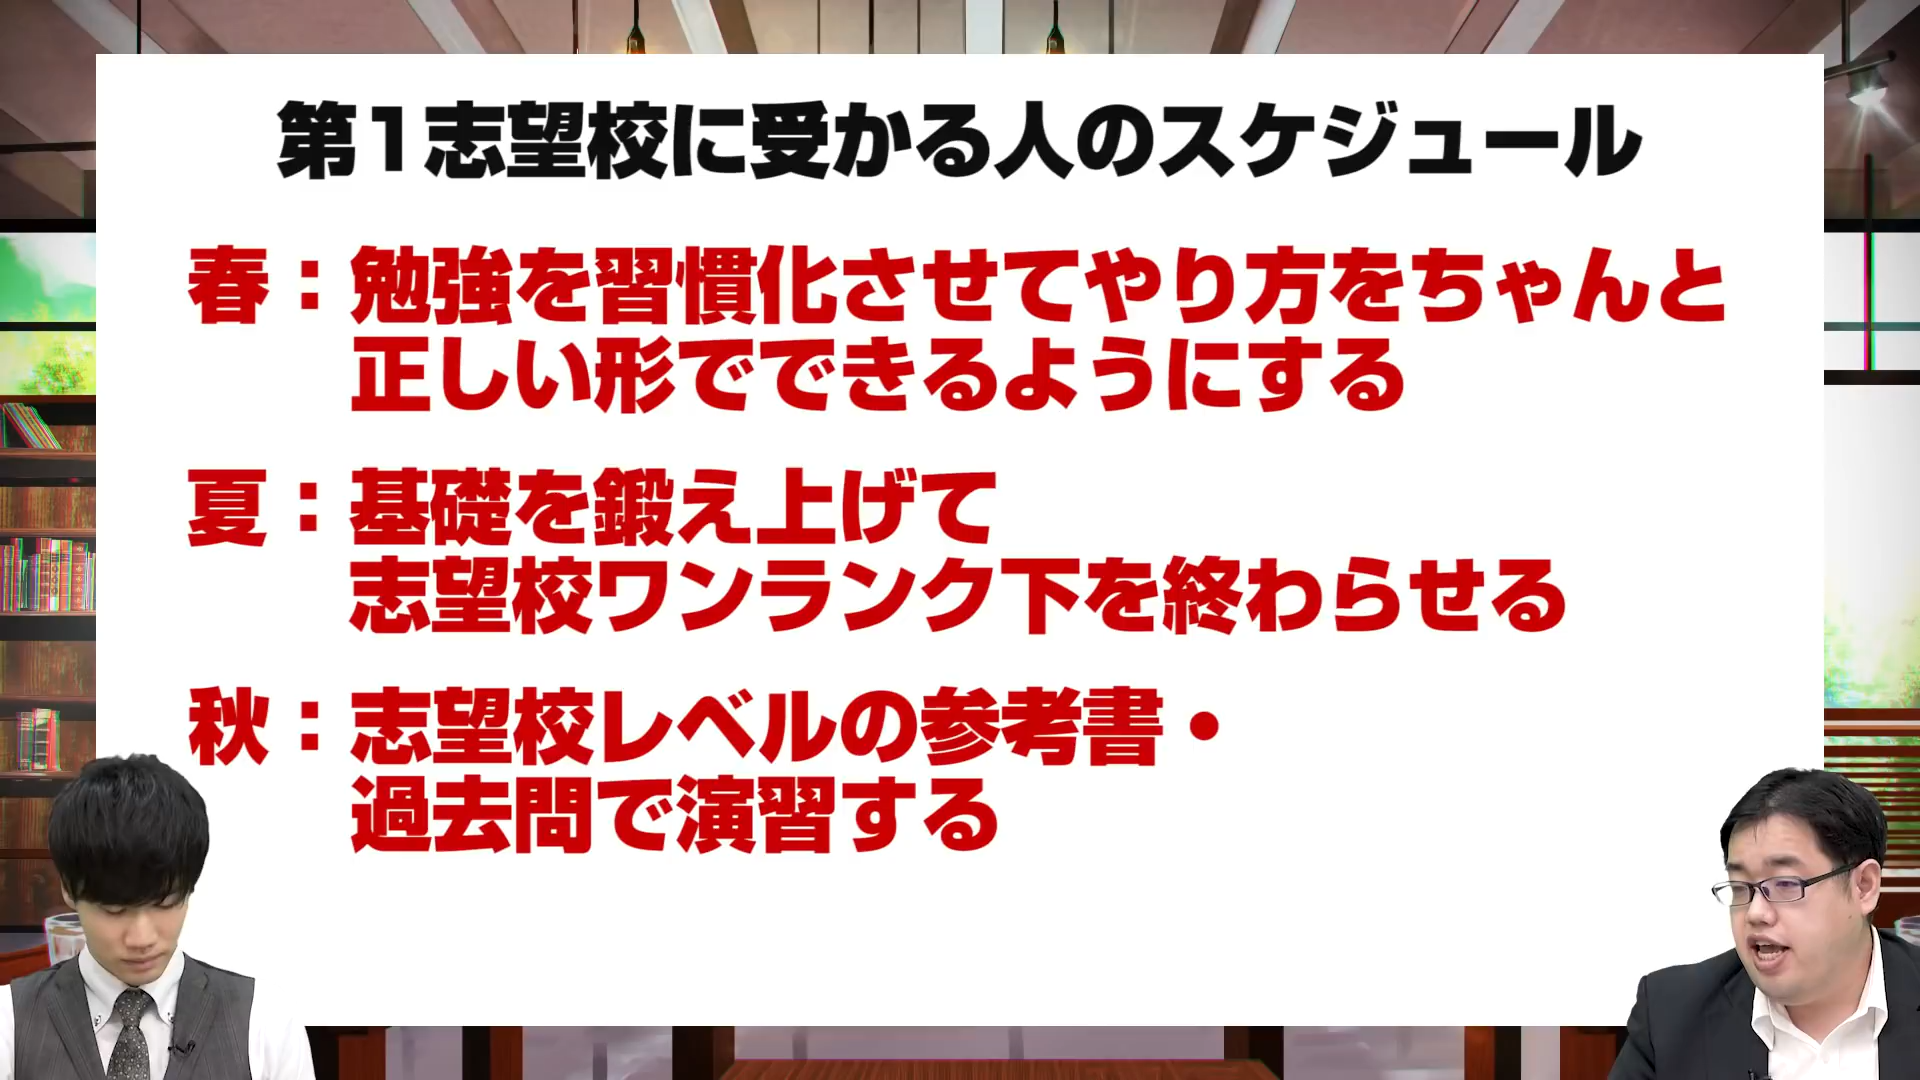 第1志望校に受かる人のスケジュール
春：勉強を習慣化させてやり方をちゃんと
正しい形でできるようにする
夏：基礎を鍛え上げて
志望校ワンランク下を終わらせる
秋：志望校レベルの参考書・
過去問で演習する